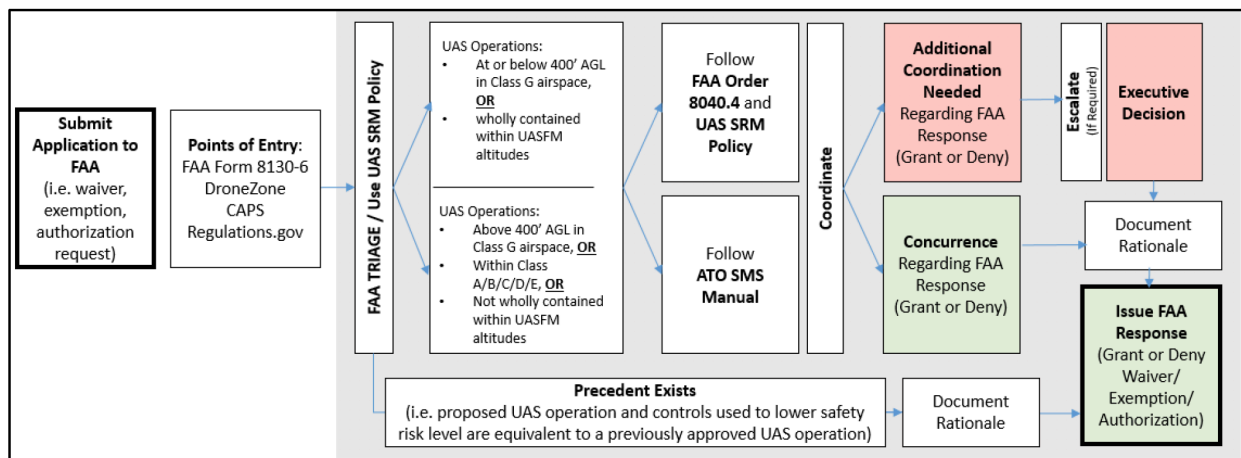 Submit
Application to
FAA
(i.e. waiver,
exemption,
authorization
request)
Points of Entry:
FAA Form 8130-6
DroneZone
CAPS
Regulations.gov
FAA TRIAGE / Use UAS SRM Policy
UAS Operations:
• At or below 400’ AGL
in Class G airspace,
OR
• wholly contained
within UASFM
altitudes
UAS Operations:
• Above 400’ AGL in
Class G airspace, OR
• Within Class
A/B/C/D/E, OR
• Not wholly contained
within UASFM
altitudes
Follow
FAA Order
8040.4 and
UAS SRM
Policy
Follow
ATO SMS
Manual
Coordinate
Additional
Coordination
Needed
Regarding FAA
Response
(Grant or Deny)
Concurrence
Regarding FAA
Response
(Grant or Deny)
Escalate
(If Required)
Executive
Decision
Document
Rationale
Issue FAA
Response
(Grant or Deny
Waiver/
Exemption/
Authorization)
Precedent Exists
(i.e. proposed UAS operation and controls used to lower safety
risk level are equivalent to a previously approved UAS operation)
Document
Rationale